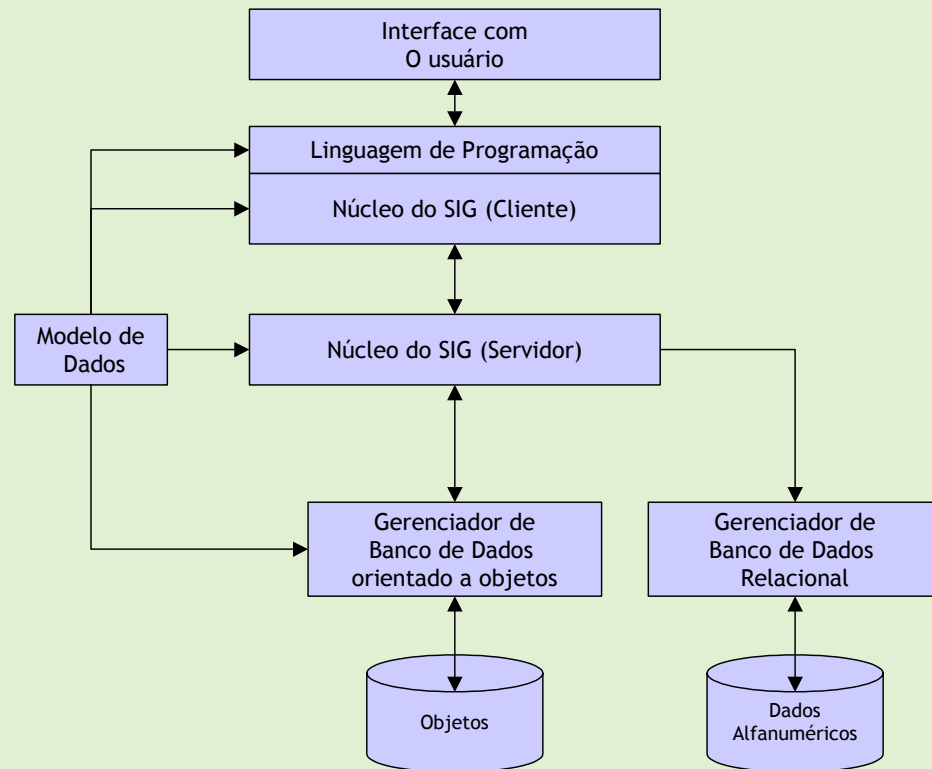 Interface com
O usuário
Linguagem de Programação
Núcleo do SIG (Cliente)
Modelo de
Dados
Núcleo do SIG (Servidor)
Gerenciador de
Banco de Dados
orientado a objetos
Gerenciador de
Banco de Dados
Relacional
Objetos
Dados
Alfanuméricos